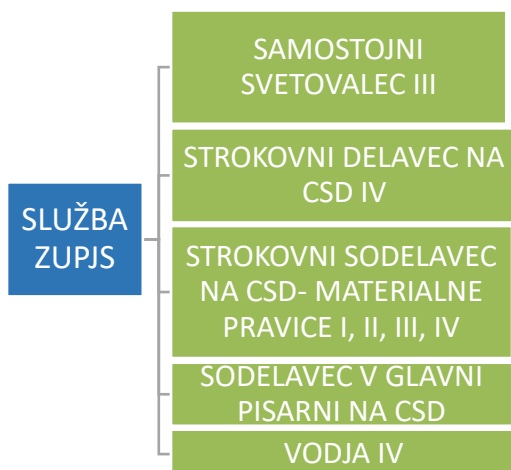 SLUŽBA
ZUPJS
SAMOSTOJNI
SVETOVALEC III
STROKOVNI DELAVEC NA
CSD IV
STROKOVNI SODELAVEC
NA CSD- MATERIALNE
PRAVICE I, II, III, IV
SODELAVEC V GLAVNI
PISARNI NA CSD
VODJA IV